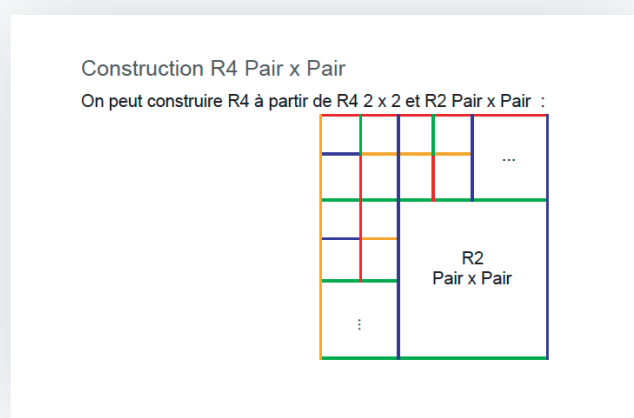 Construction R4 Pair x Pair
On peut construire R4 à partir de R4 2 x 2 et R2 Pair x Pair :
...
R2
Pair x Pair
⋮